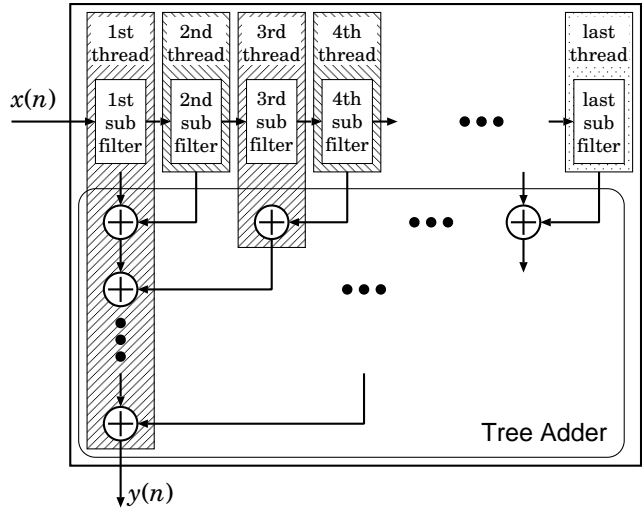 1st thread
2nd thread
3rd thread
4th thread
last thread
x(n)
1st sub filter
2nd sub filter
3rd sub filter
4th sub filter
last sub filter
Tree Adder
y(n)